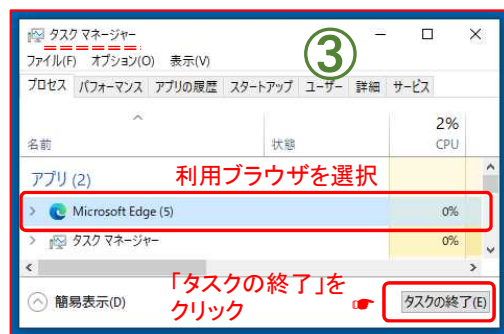 タスク マネージャー
③
ファイル(F) オプション(O) 表示(V)
プロセス パフォーマンス アプリの履歴 スタートアップ ユーザー 詳細 サービス
2%
名前 状態 CPU
アプリ (2)
利用ブラウザを選択
Microsoft Edge (5) 0%
タスク マネージャー 0%
「タスクの終了」を
クリック
簡易表示(D)
☛
タスクの終了(E)